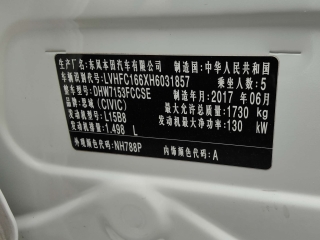 生产厂名:东风本田汽车有限公司 制造国:中华人民共和国
车辆识别代号:LVHFC166XH6031857 乘坐人数:5
整车型号:DHW7153FCCSE 制造年月:2017 年 06月
品牌:思域(CIVIC) 最大允许总质量:1730 kg
发动机型号:L15B8 发动机最大净功率:130 kW
发动机排量:1.498 L
外观颜色代码:NH788P 内饰颜色代码:A